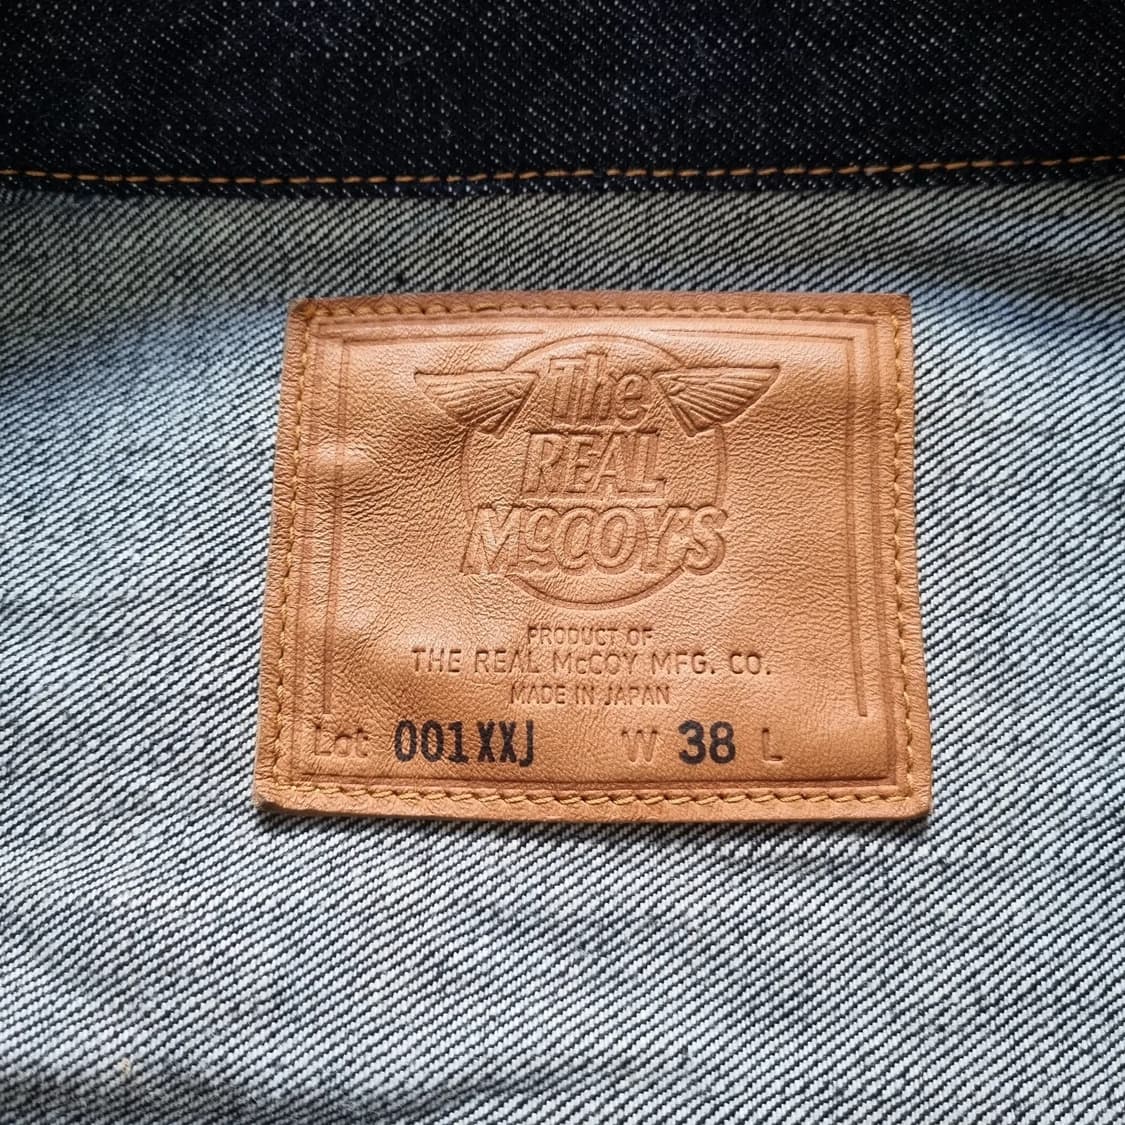 The
REAL
McCOY'S
PRODUCT OF
THE REAL McCOY MFG. CO.
MADE IN JAPAN
Lot 001XXJ W 38 L